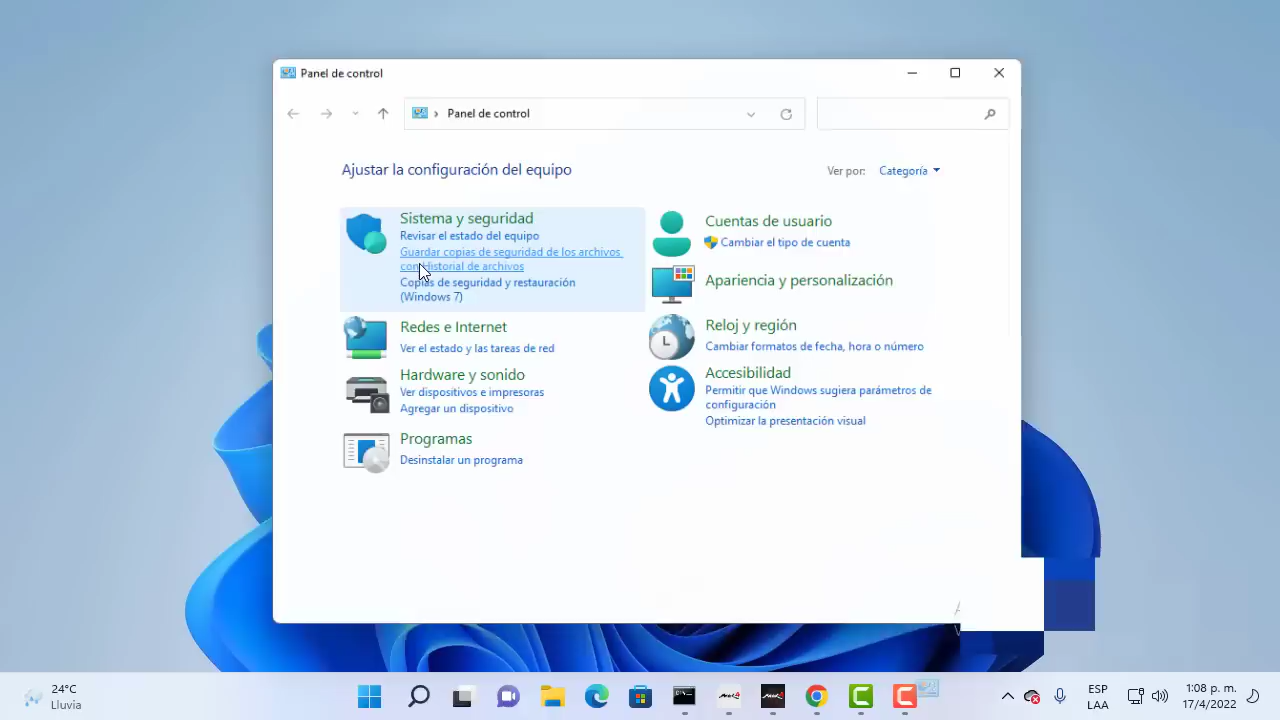 Panel de control
Panel de control
Ajustar la configuración del equipo
Ver por: Categoría
Sistema y seguridad
Revisar el estado del equipo
Guardar copias de seguridad de los archivos
con Historial de archivos
Copias de seguridad y restauración
(Windows 7)
Redes e Internet
Ver el estado y las tareas de red
Hardware y sonido
Ver dispositivos e impresoras
Agregar un dispositivo
Programas
Desinstalar un programa
Cuentas de usuario
Cambiar el tipo de cuenta
Apariencia y personalización
Reloj y región
Cambiar formatos de fecha, hora o número
Accesibilidad
Permitir que Windows sugiera parámetros de
configuración
Optimizar la presentación visual
24°C
Lluvia
ESP
LAA
1:08 p. m.
17/4/2022